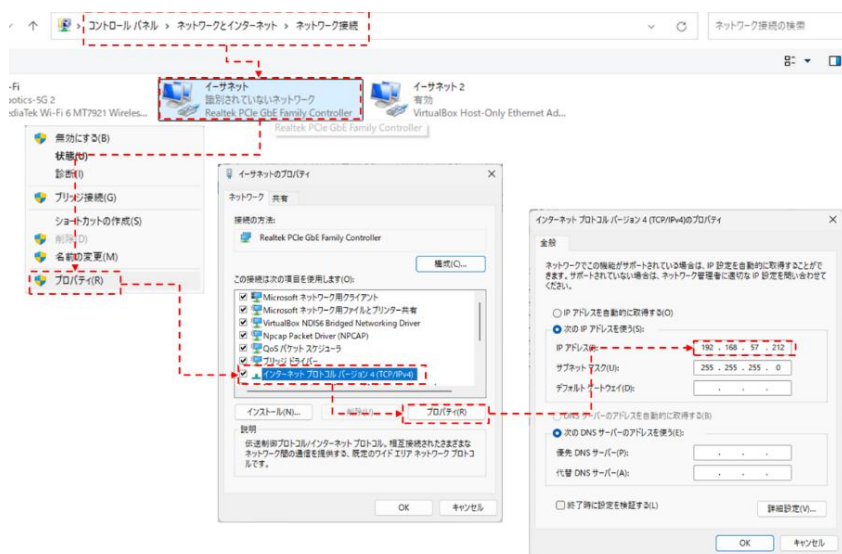 コントロール パネル > ネットワークとインターネット > ネットワーク接続
ネットワーク接続の検索
-Fi
botics-5G 2
ediaTek Wi-Fi 6 MT7921 Wireles...
イーサネット
識別されていないネットワーク
Realtek PCIe GbE Family Controller
イーサネット 2
有効
VirtualBox Host-Only Ethernet Ad...
Realtek PCIe GbE Family Controller
無効にする(B)
状態(U)
診断(I)
ブリッジ接続(G)
ショートカットの作成(S)
削除(D)
名前の変更(M)
プロパティ(R)
イーサネットのプロパティ
ネットワーク 共有
接続の方法:
Realtek PCIe GbE Family Controller
構成(C)...
この接続は次の項目を使用します(O):
Microsoft ネットワーク用クライアント
Microsoft ネットワーク用ファイルとプリンター共有
VirtualBox NDIS6 Bridged Networking Driver
Npcap Packet Driver (NPCAP)
QoS パケット スケジューラ
ブリッジ ドライバー
インターネット プロトコル バージョン 4 (TCP/IPv4)
インストール(N)... 削除(U) プロパティ(R)
説明
伝送制御プロトコル/インターネット プロトコル。相互接続されたさまざまな
ネットワーク間の通信を提供する、既定のワイド エリア ネットワーク プロトコ
ルです。
OK キャンセル
インターネット プロトコル バージョン 4 (TCP/IPv4)のプロパティ
全般
ネットワークでこの機能がサポートされている場合は、IP 設定を自動的に取得することがで
きます。サポートされていない場合は、ネットワーク管理者に適切な IP 設定を問い合わせて
ください。
IP アドレスを自動的に取得する(O)
次の IP アドレスを使う(S):
IP アドレス(I): 192 . 168 . 57 . 212
サブネット マスク(U): 255 . 255 . 255 . 0
デフォルト ゲートウェイ(D): . . .
DNS サーバーのアドレスを自動的に取得する(B)
次の DNS サーバーのアドレスを使う(E):
優先 DNS サーバー(P): . . .
代替 DNS サーバー(A): . . .
終了時に設定を検証する(L)
詳細設定(V)...
OK キャンセル